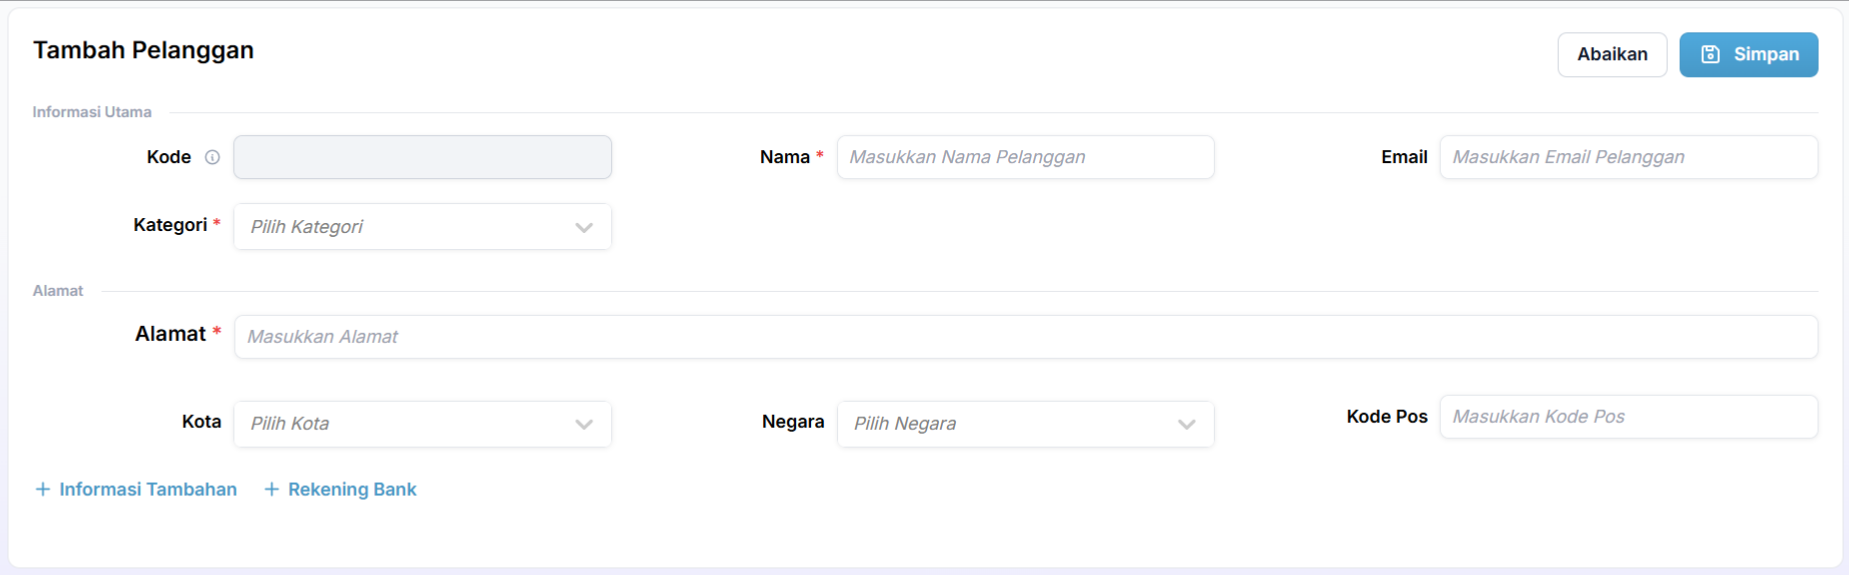 Tambah Pelanggan
Abaikan
Simpan
Informasi Utama
Kode
Nama *
Masukkan Nama Pelanggan
Email
Masukkan Email Pelanggan
Kategori *
Pilih Kategori
Alamat
Alamat *
Masukkan Alamat
Kota
Pilih Kota
Negara
Pilih Negara
Kode Pos
Masukkan Kode Pos
+ Informasi Tambahan
+ Rekening Bank